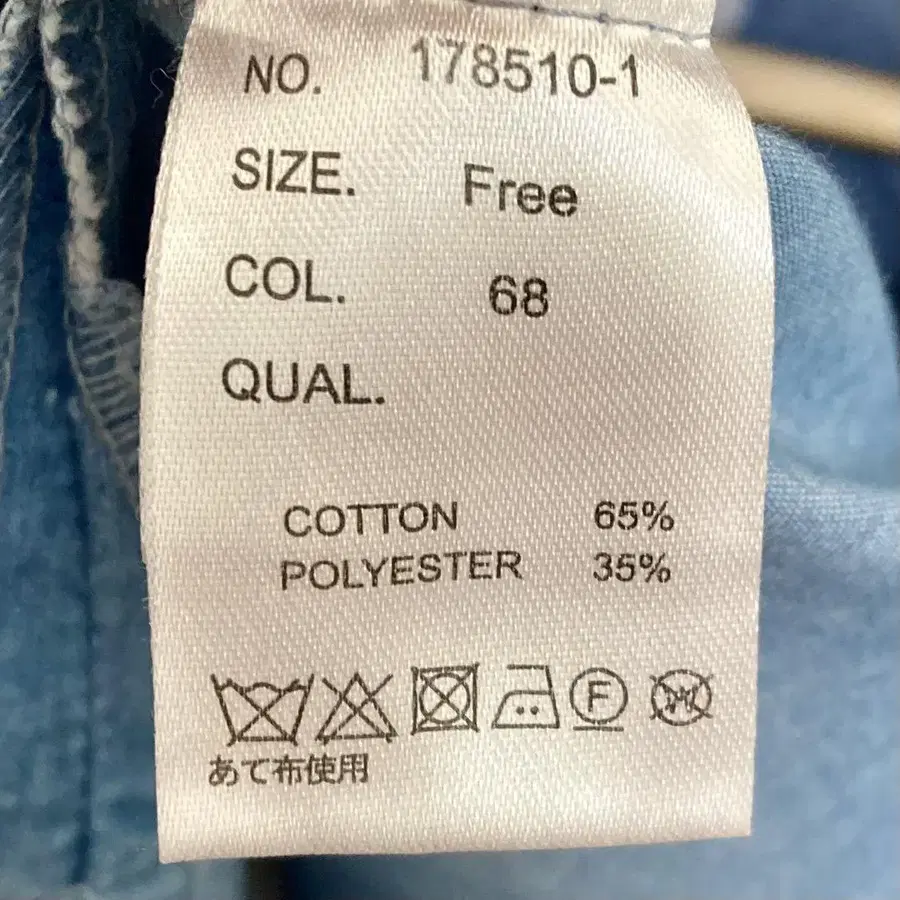 NO. 178510-1
SIZE. Free
COL. 68
QUAL.
COTTON 65%
POLYESTER 35%
F W
あて布使用